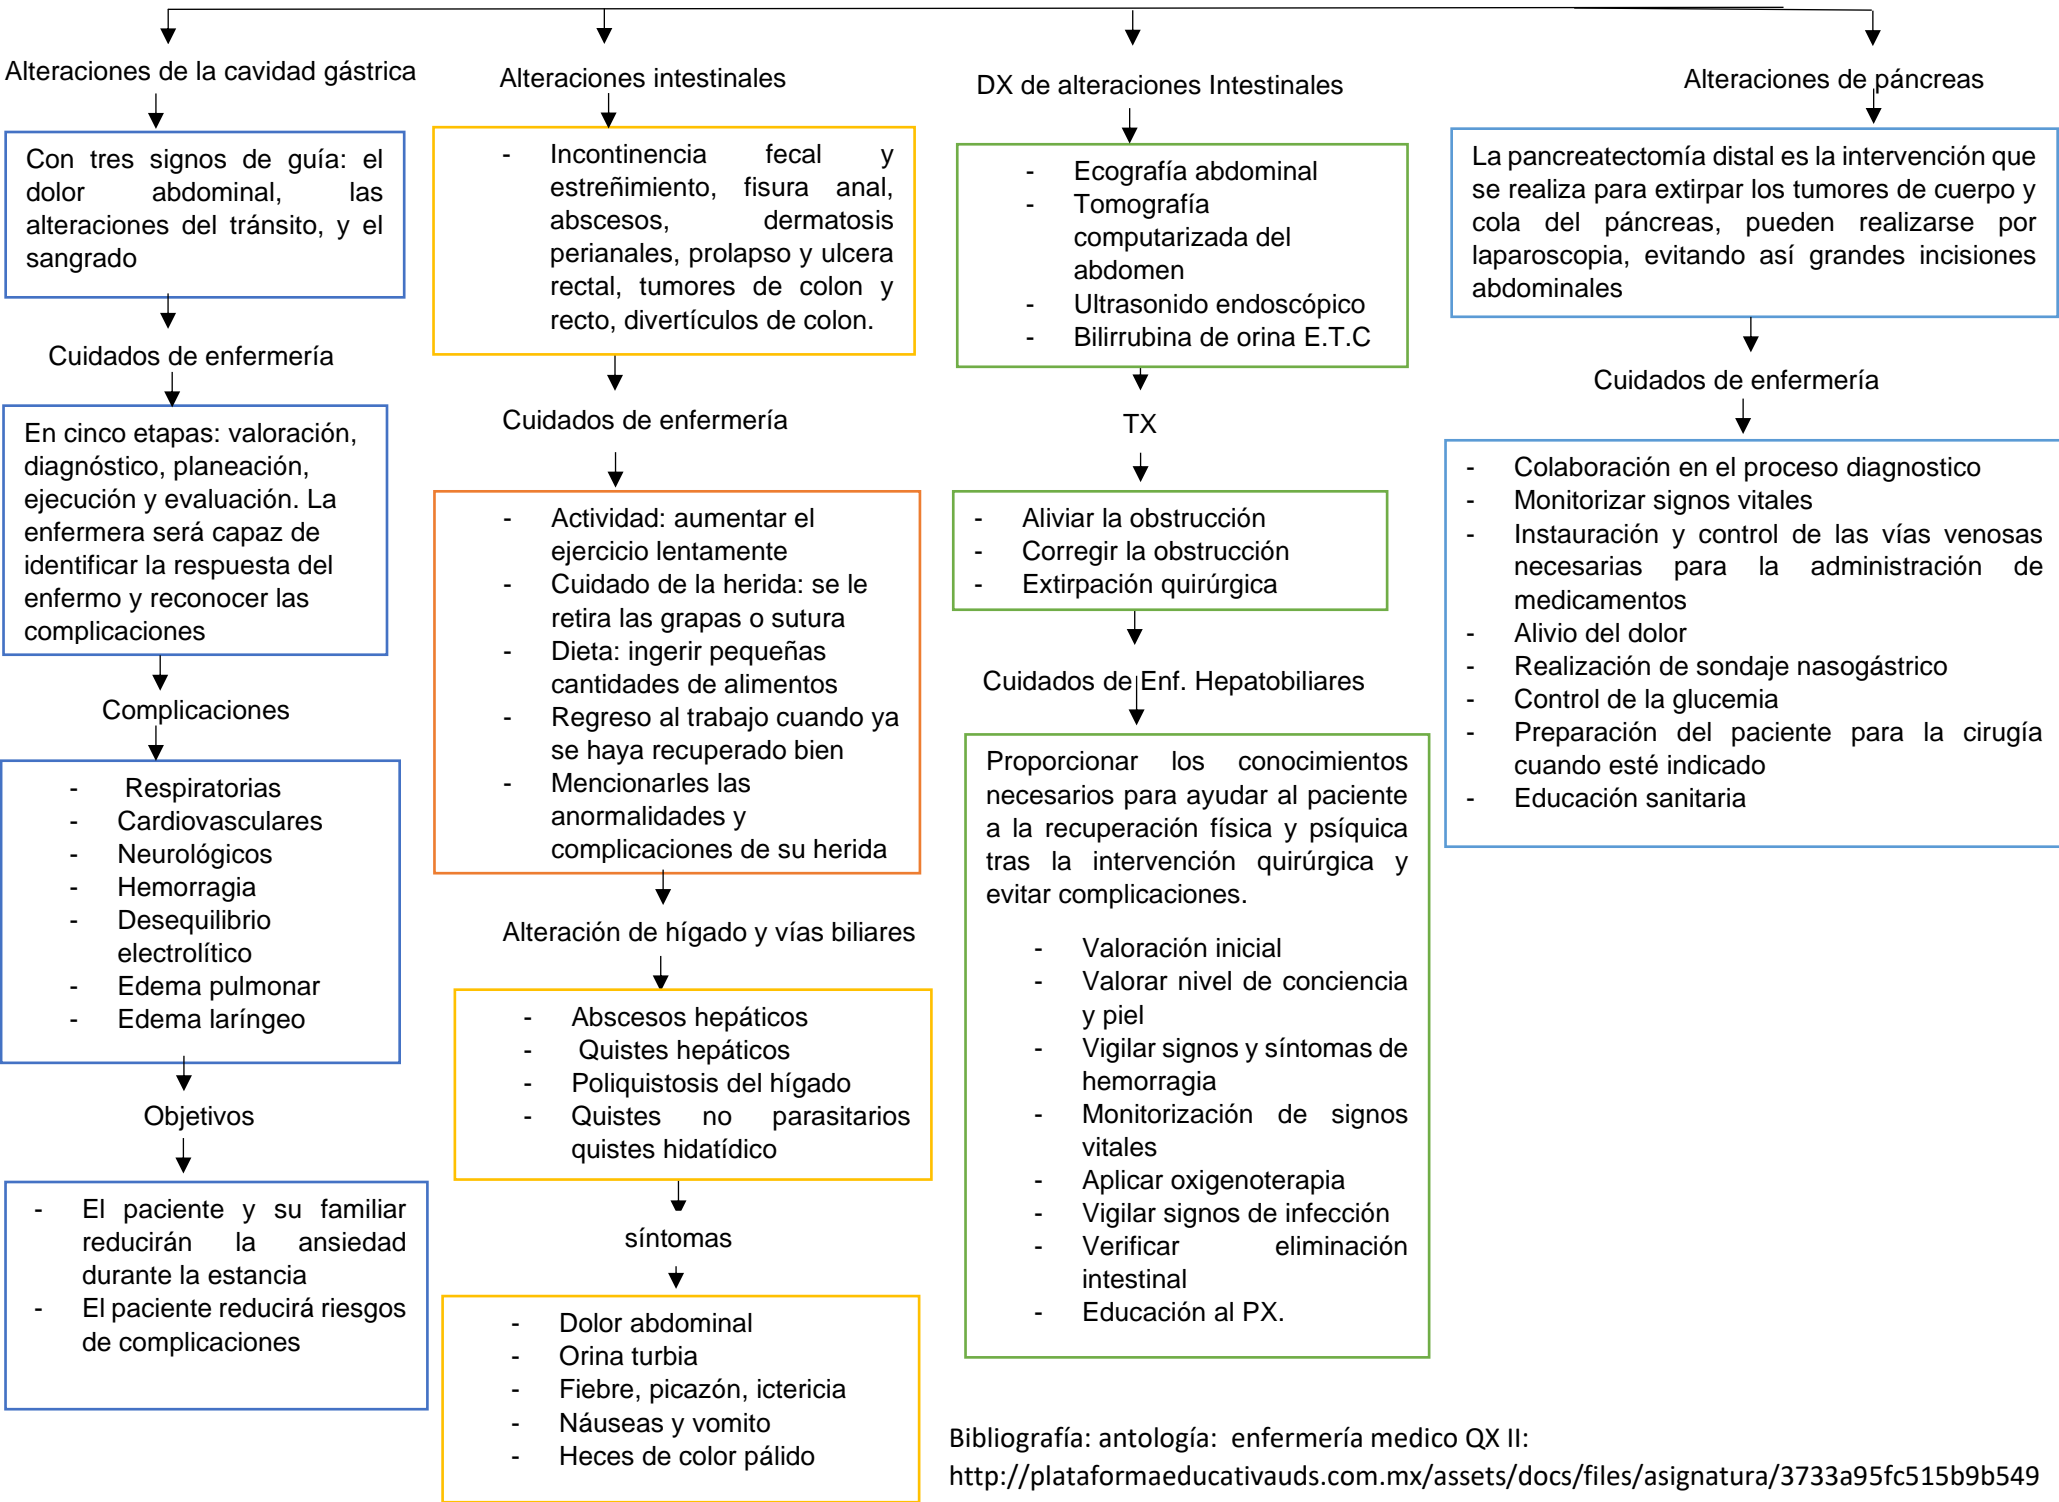 Alteraciones de la cavidad gástrica
Con tres signos de guía: el
dolor abdominal, las
alteraciones del tránsito, y el
sangrado
Cuidados de enfermería
En cinco etapas: valoración,
diagnóstico, planeación,
ejecución y evaluación. La
enfermera será capaz de
identificar la respuesta del
enfermo y reconocer las
complicaciones
Complicaciones
- Respiratorias
- Cardiovasculares
- Neurológicos
- Hemorragia
- Desequilibrio
electrolítico
- Edema pulmonar
- Edema laríngeo
Objetivos
- El paciente y su familiar
reducirán la ansiedad
durante la estancia
- El paciente reducirá riesgos
de complicaciones
Alteraciones intestinales
- Incontinencia fecal y
estreñimiento, fisura anal,
abscesos, dermatosis
perianales, prolapso y ulcera
rectal, tumores de colon y
recto, divertículos de colon.
Cuidados de enfermería
- Actividad: aumentar el
ejercicio lentamente
- Cuidado de la herida: se le
retira las grapas o sutura
- Dieta: ingerir pequeñas
cantidades de alimentos
- Regreso al trabajo cuando ya
se haya recuperado bien
- Mencionarles las
anormalidades y
complicaciones de su herida
Alteración de hígado y vías biliares
- Abscesos hepáticos
- Quistes hepáticos
- Poliquistosis del hígado
- Quistes no parasitarios
quistes hidatídico
síntomas
- Dolor abdominal
- Orina turbia
- Fiebre, picazón, ictericia
- Náuseas y vomito
- Heces de color pálido
DX de alteraciones Intestinales
- Ecografía abdominal
- Tomografía
computarizada del
abdomen
- Ultrasonido endoscópico
- Bilirrubina de orina E.T.C
TX
- Aliviar la obstrucción
- Corregir la obstrucción
- Extirpación quirúrgica
Cuidados de Enf. Hepatobiliares
Proporcionar los conocimientos
necesarios para ayudar al paciente
a la recuperación física y psíquica
tras la intervención quirúrgica y
evitar complicaciones.
- Valoración inicial
- Valorar nivel de conciencia
y piel
- Vigilar signos y síntomas de
hemorragia
- Monitorización de signos
vitales
- Aplicar oxigenoterapia
- Vigilar signos de infección
- Verificar eliminación
intestinal
- Educación al PX.
Alteraciones de páncreas
La pancreatectomía distal es la intervención que
se realiza para extirpar los tumores de cuerpo y
cola del páncreas, pueden realizarse por
laparoscopia, evitando así grandes incisiones
abdominales
Cuidados de enfermería
- Colaboración en el proceso diagnostico
- Monitorizar signos vitales
- Instauración y control de las vías venosas
necesarias para la administración de
medicamentos
- Alivio del dolor
- Realización de sondaje nasogástrico
- Control de la glucemia
- Preparación del paciente para la cirugía
cuando esté indicado
- Educación sanitaria
Bibliografía: antología: enfermería medico QX II:
http://plataformaeducativauds.com.mx/assets/docs/files/asignatura/3733a95fc515b9b549